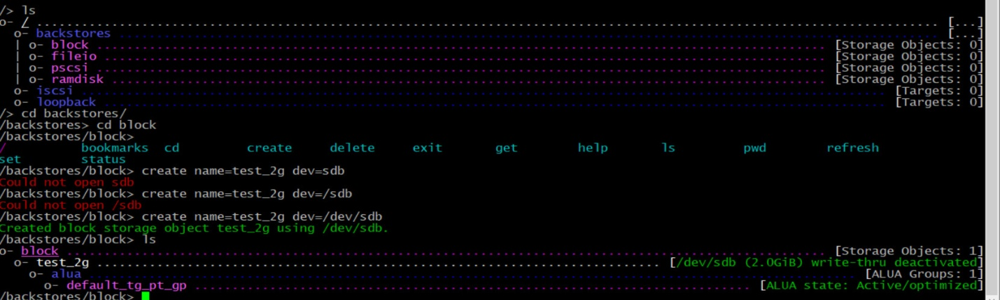 /> ls
o- / ......................................................................................................................... [...]
  o- backstores .............................................................................................................. [...]
  | o- block .................................................................................................. [Storage Objects: 0]
  | o- fileio ................................................................................................. [Storage Objects: 0]
  | o- pscsi .................................................................................................. [Storage Objects: 0]
  | o- ramdisk ................................................................................................ [Storage Objects: 0]
  o- iscsi ............................................................................................................ [Targets: 0]
  o- loopback ......................................................................................................... [Targets: 0]
/> cd backstores/
/backstores> cd block
/backstores/block>
/ bookmarks cd create delete exit get help ls pwd refresh
set status
/backstores/block> create name=test_2g dev=sdb
Could not open sdb
/backstores/block> create name=test_2g dev=/sdb
Could not open /sdb
/backstores/block> create name=test_2g dev=/dev/sdb
Created block storage object test_2g using /dev/sdb.
/backstores/block> ls
o- block ...................................................................................................... [Storage Objects: 1]
  o- test_2g ........................................................................... [/dev/sdb (2.0GiB) write-thru deactivated]
    o- alua ....................................................................................................... [ALUA Groups: 1]
      o- default_tg_pt_gp ........................................................................... [ALUA state: Active/optimized]
/backstores/block>